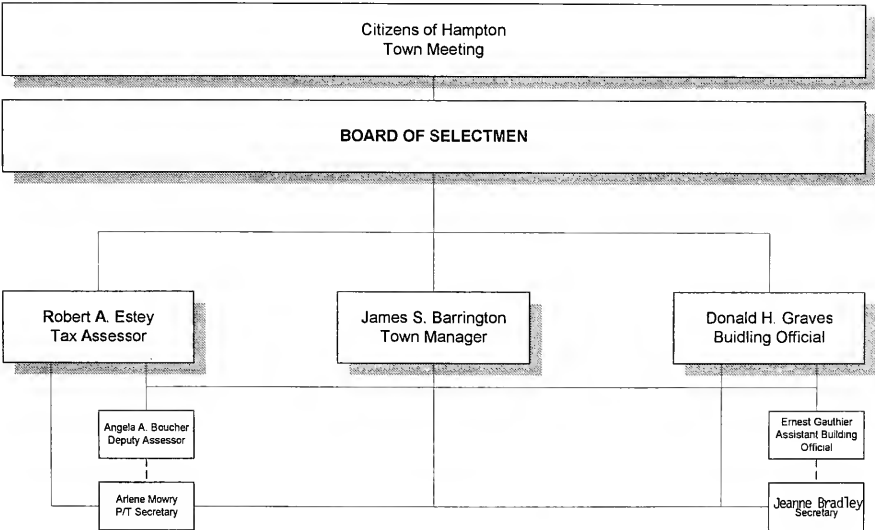 Citizens of Hampton
Town Meeting
BOARD OF SELECTMEN
Robert A. Estey
Tax Assessor
James S. Barrington
Town Manager
Donald H. Graves
Buidling Official
Angela A. Boucher
Deputy Assessor
Ernest Gauthier
Assistant Building
Official
Arlene Mowry
P/T Secretary
Jeanne Bradley
Secretary